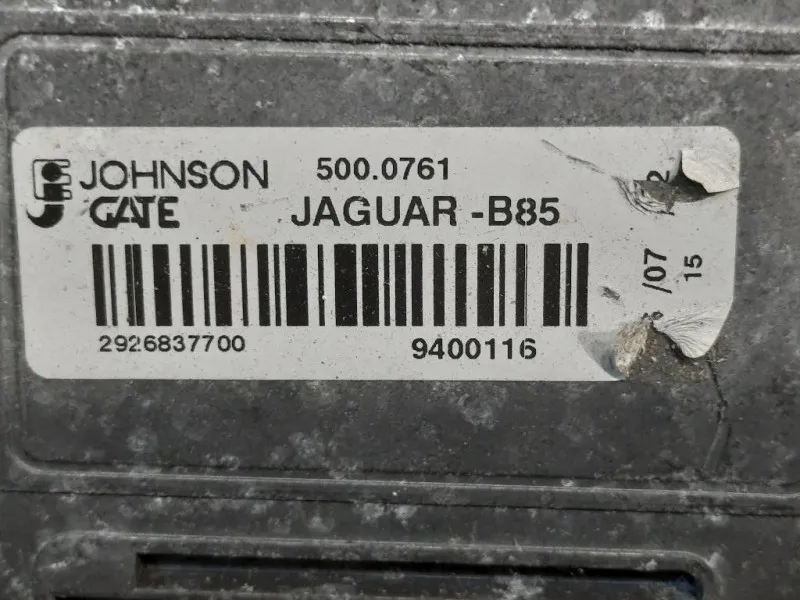 JOHNSON
GATE
500.0761
JAGUAR -B85
2926837700
9400116
/07
15